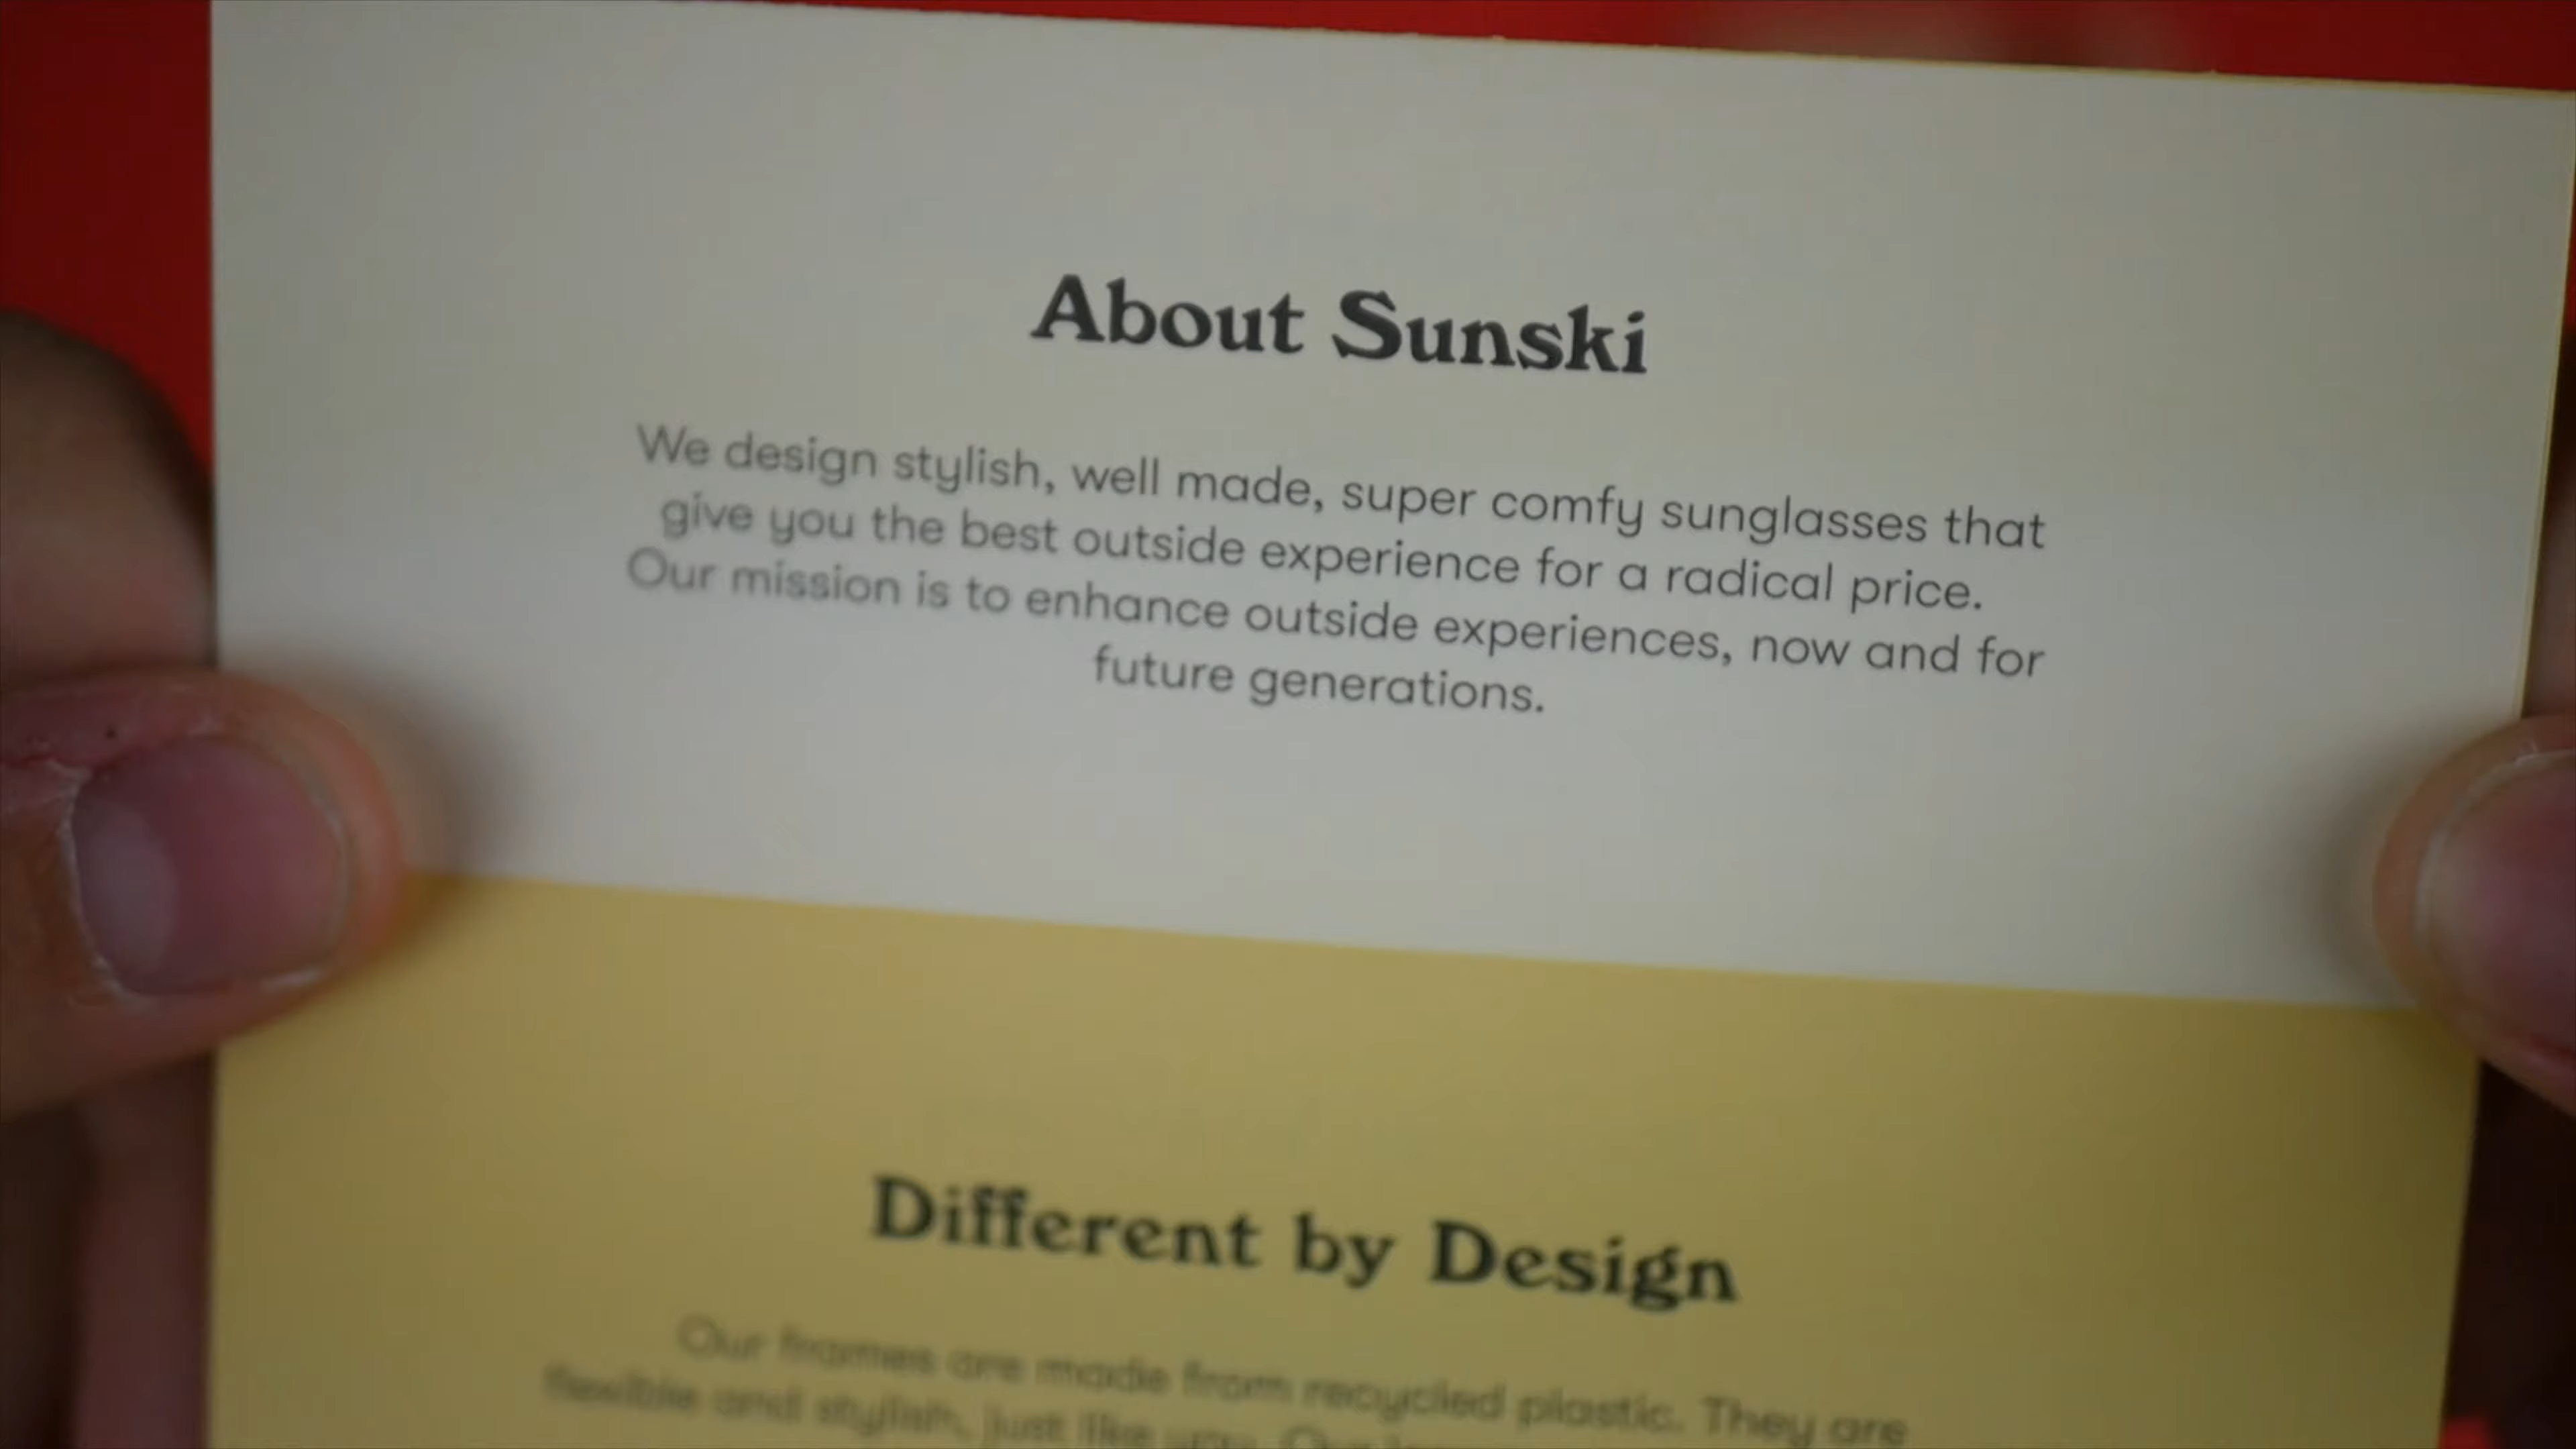 About Sunski
We design stylish, well made, super comfy sunglasses that
give you the best outside experience for a radical price.
Our mission is to enhance outside experiences, now and for
future generations.
Different by Design
Our frames are made from recycled plastic. They are
flexible and stylish, just like you. Our